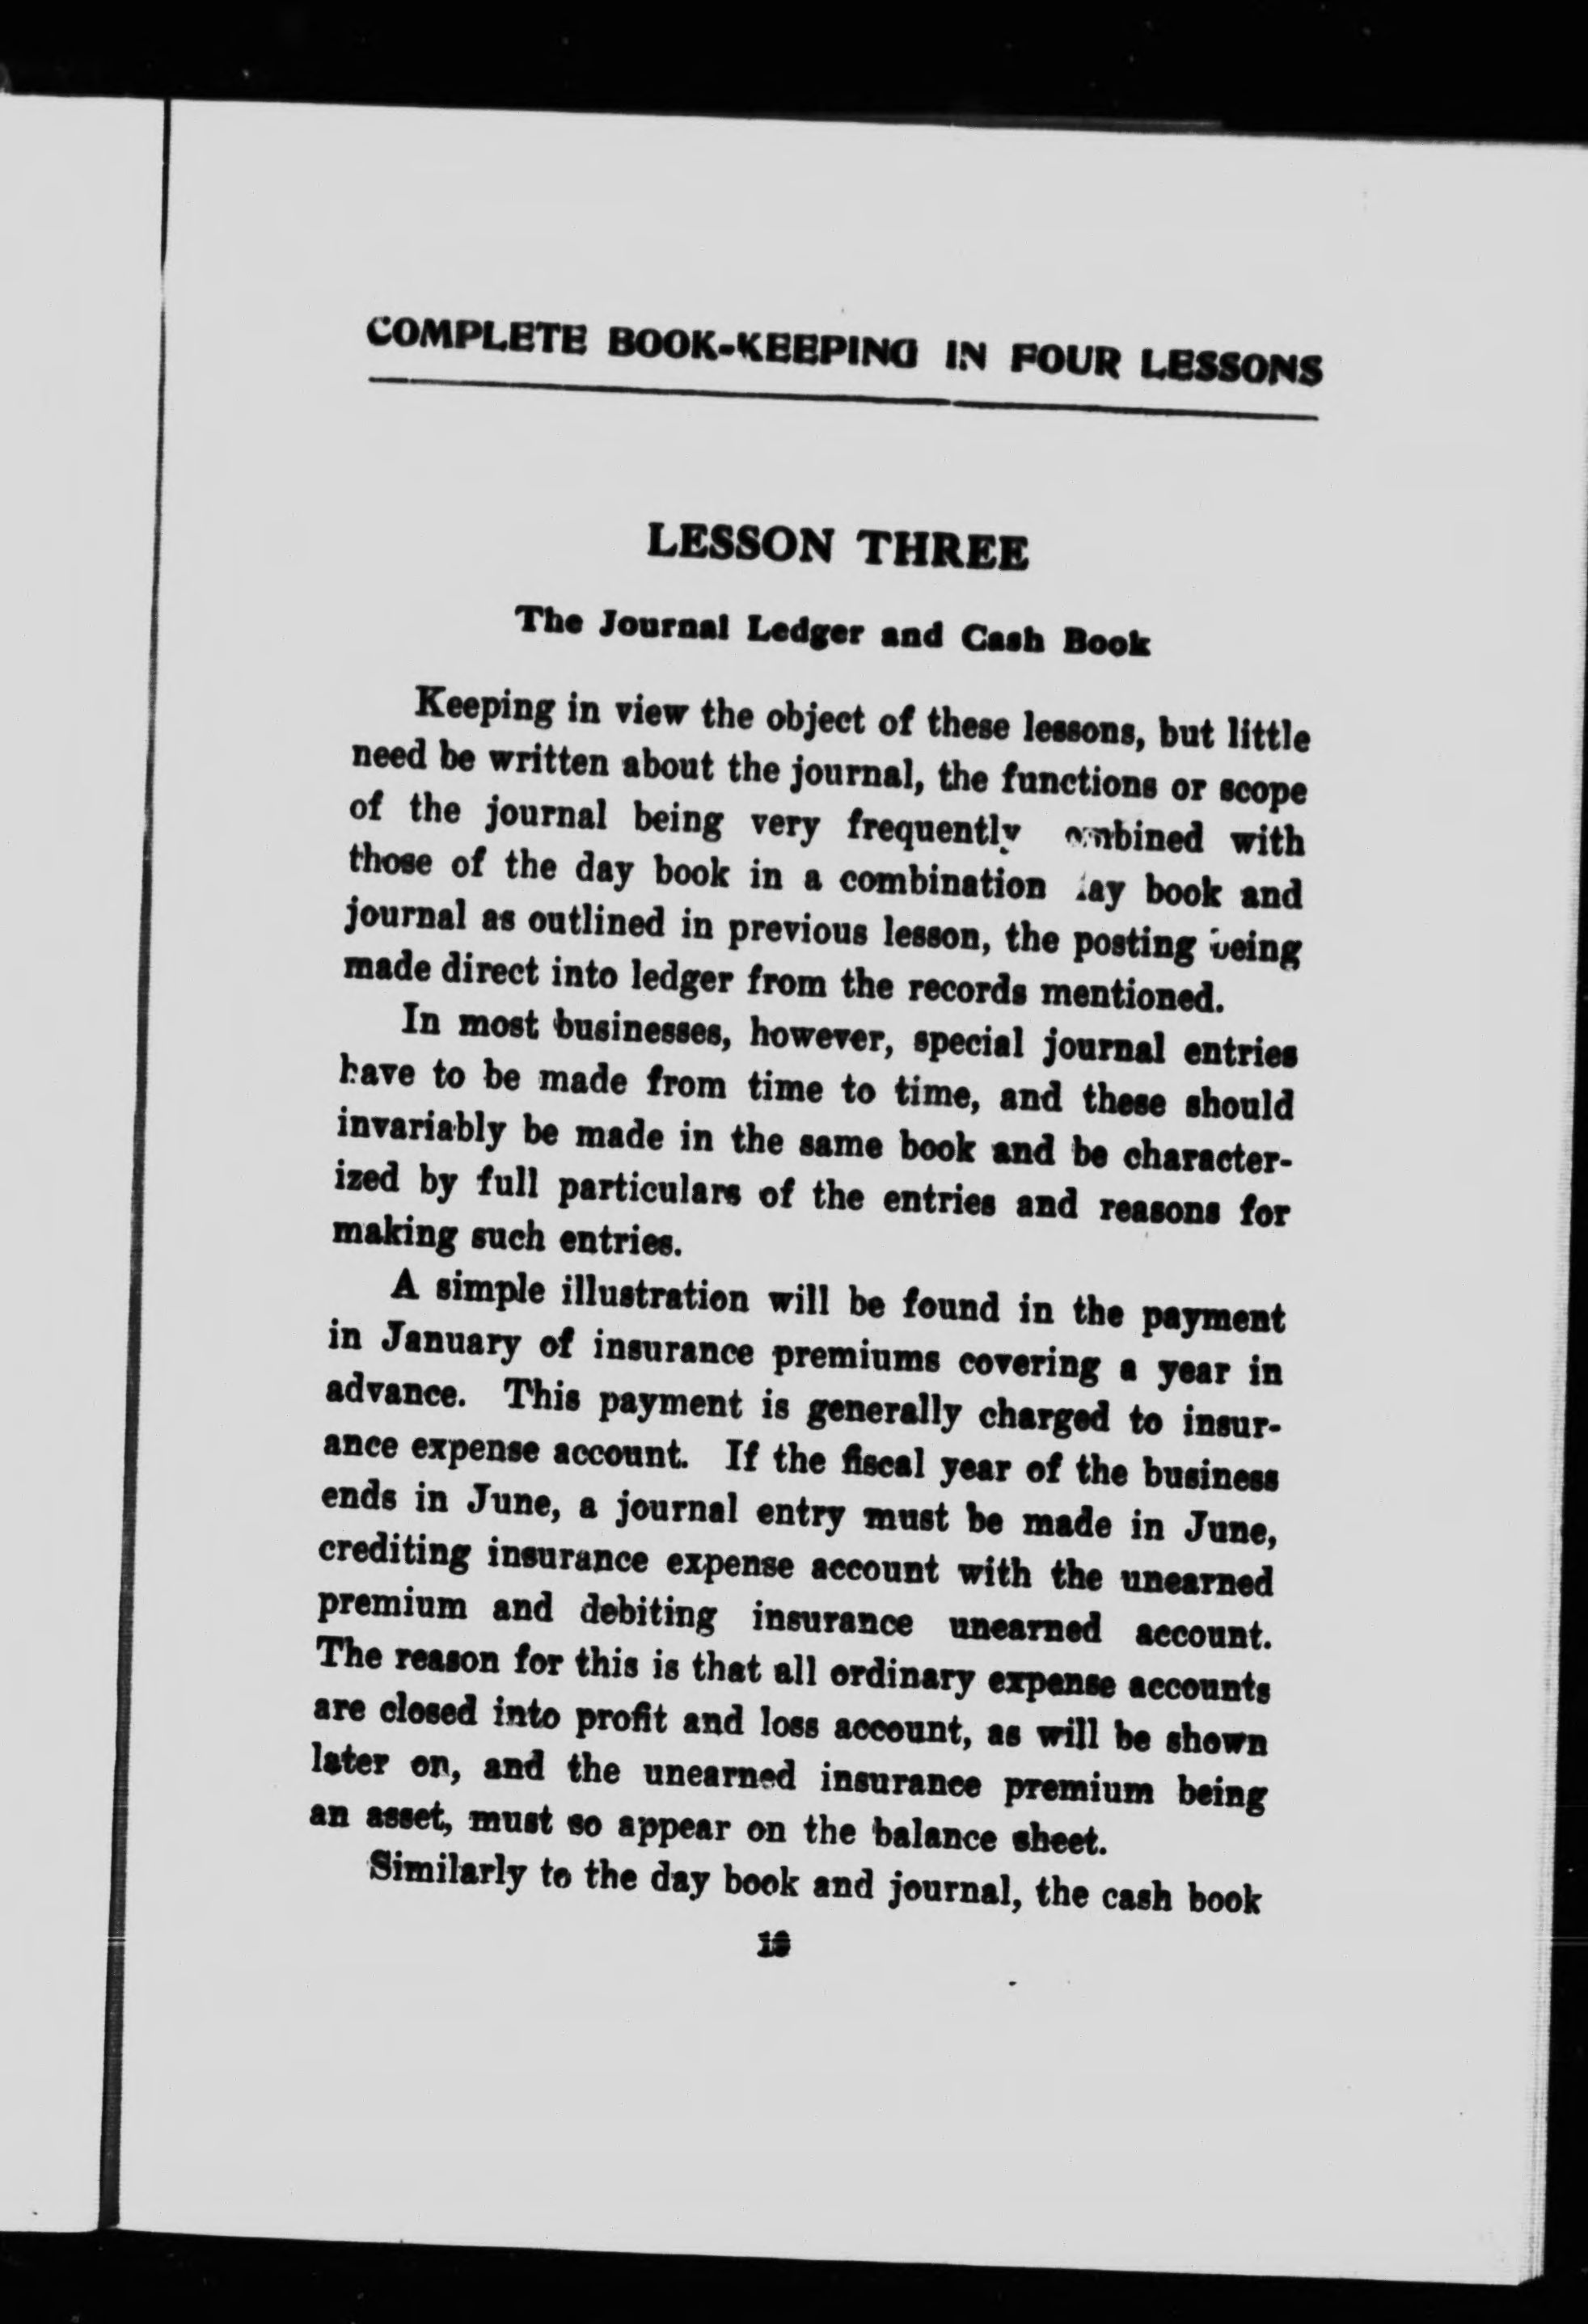 COMPLETE BOOK-KEEPING IN FOUR LESSONS
LESSON THREE
The Journal Ledger and Cash Book
Keeping in view the object of these lessons, but little
need be written about the journal, the functions or scope
of the journal being very frequently combined with
those of the day book in a combination day book and
journal as outlined in previous lesson, the posting being
made direct into ledger from the records mentioned.
In most businesses, however, special journal entries
have to be made from time to time, and these should
invariably be made in the same book and be character-
ized by full particulars of the entries and reasons for
making such entries.
A simple illustration will be found in the payment
in January of insurance premiums covering a year in
advance. This payment is generally charged to insur-
ance expense account. If the fiscal year of the business
ends in June, a journal entry must be made in June,
crediting insurance expense account with the unearned
premium and debiting insurance unearned account.
The reason for this is that all ordinary expense accounts
are closed into profit and loss account, as will be shown
later on, and the unearned insurance premium being
an asset, must so appear on the balance sheet.
Similarly to the day book and journal, the cash book